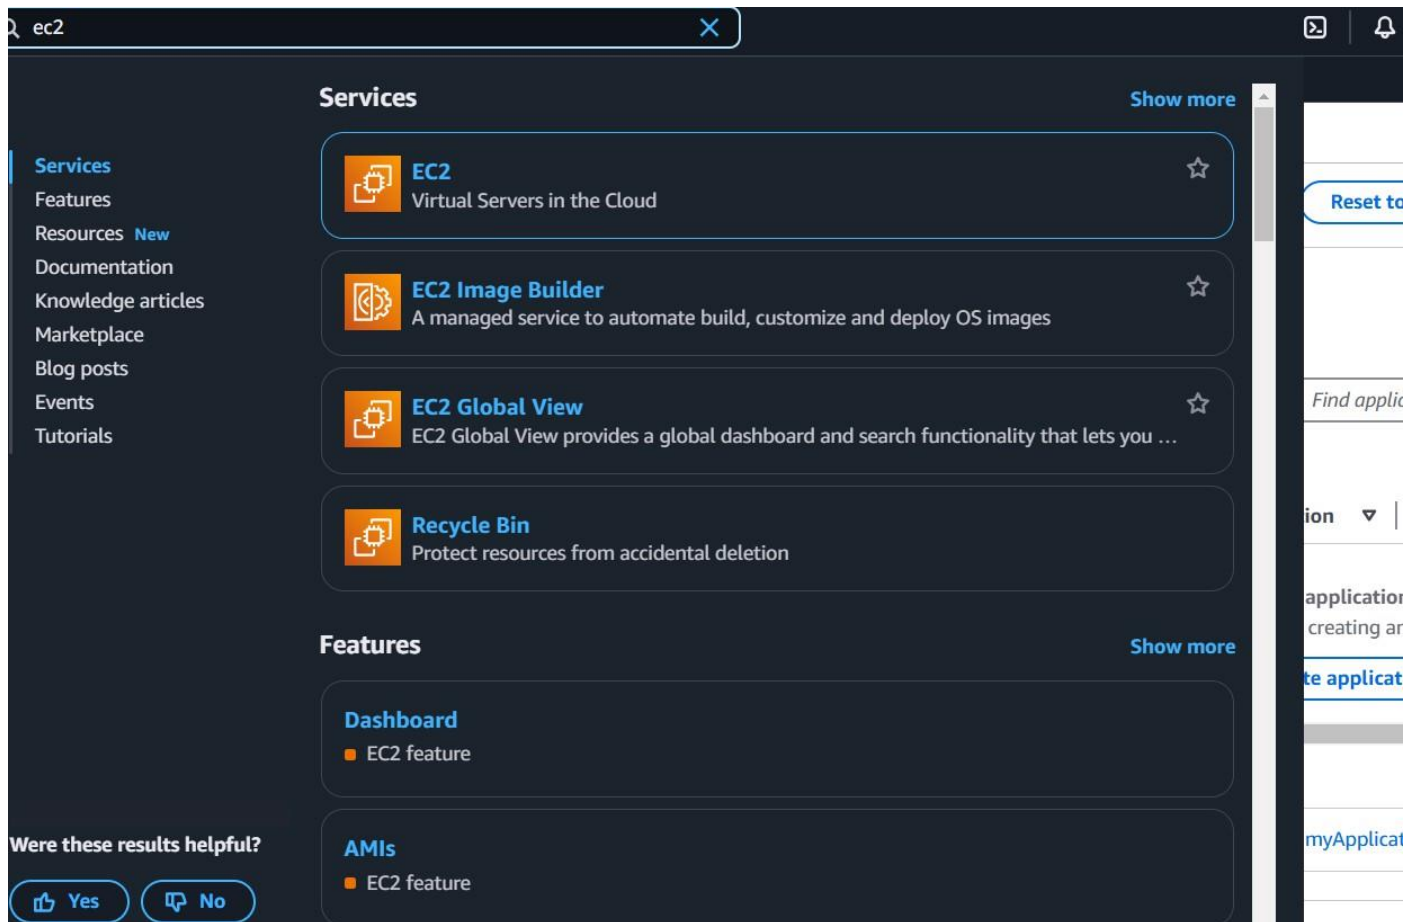 ec2
Services
Features
Resources New
Documentation
Knowledge articles
Marketplace
Blog posts
Events
Tutorials
Were these results helpful?
Yes
No
Services
Show more
EC2
Virtual Servers in the Cloud
EC2 Image Builder
A managed service to automate build, customize and deploy OS images
EC2 Global View
EC2 Global View provides a global dashboard and search functionality that lets you ...
Recycle Bin
Protect resources from accidental deletion
Features
Show more
Dashboard
EC2 feature
AMIs
EC2 feature
Reset to
Find applic
ion
application
creating an
te applicat
myApplicat